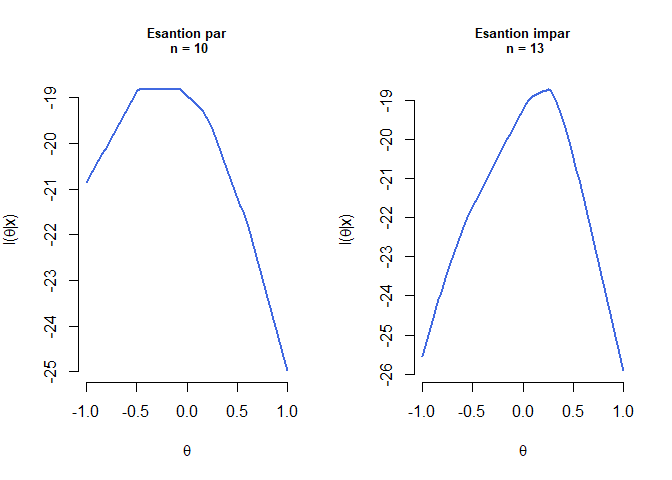 Esantion par
n = 10
l(θ|x)
-19
-20
-21
-22
-23
-24
-25
-1.0 -0.5 0.0 0.5 1.0
θ
Esantion impar
n = 13
l(θ|x)
-19
-20
-21
-22
-23
-24
-25
-26
-1.0 -0.5 0.0 0.5 1.0
θ